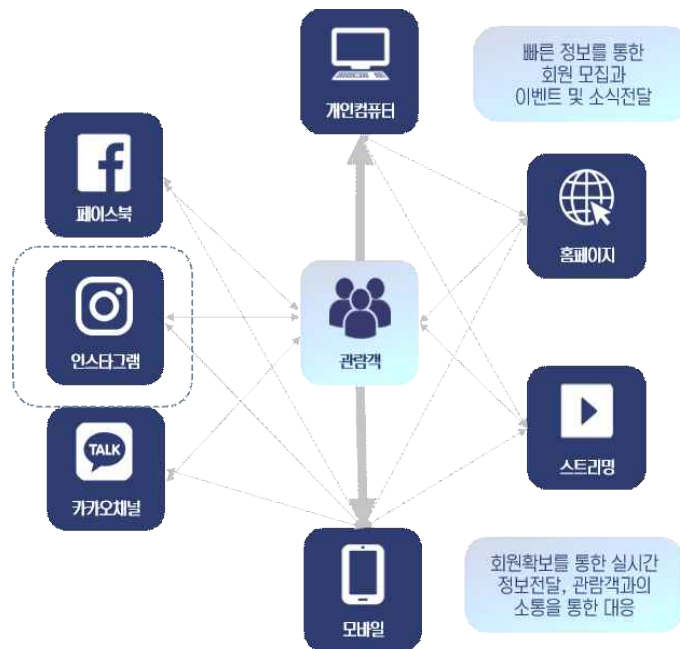 빠른 정보를 통한
회원 모집과
이벤트 및 소식전달
개인컴퓨터
페이스북
홈페이지
인스타그램
관람객
TALK
카카오채널
스트리밍
모바일
회원확보를 통한 실시간
정보전달, 관람객과의
소통을 통한 대응